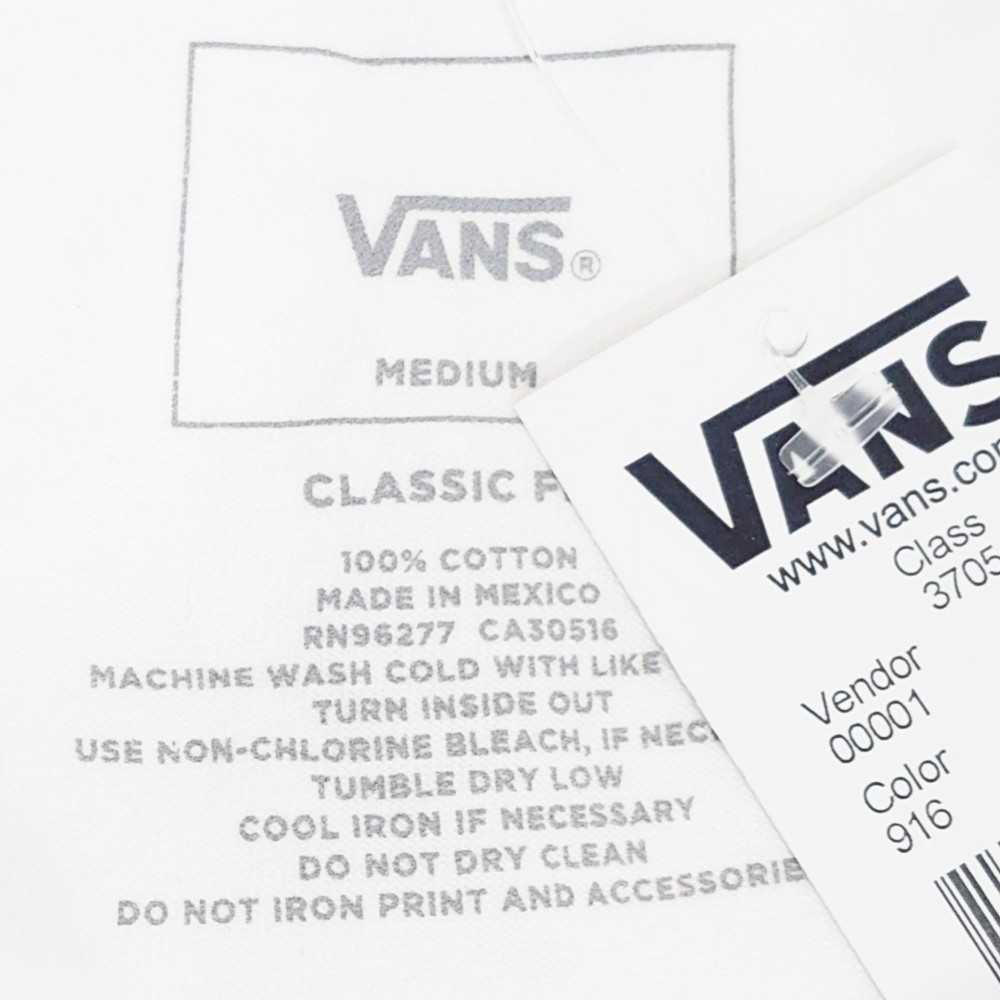 VANS®
MEDIUM
CLASSIC
100% COTTON
MADE IN MEXICO
RN96277 CA30516
MACHINE WASH COLD WITH LIKE
TURN INSIDE OUT
USE NON-CHLORINE BLEACH, IF
TUMBLE DRY LOW
COOL IRON IF NECESSARY
DO NOT DRY CLEAN
DO NOT IRON PRINT AND
VANS
Class
3705
Vendor
00001
Color
916